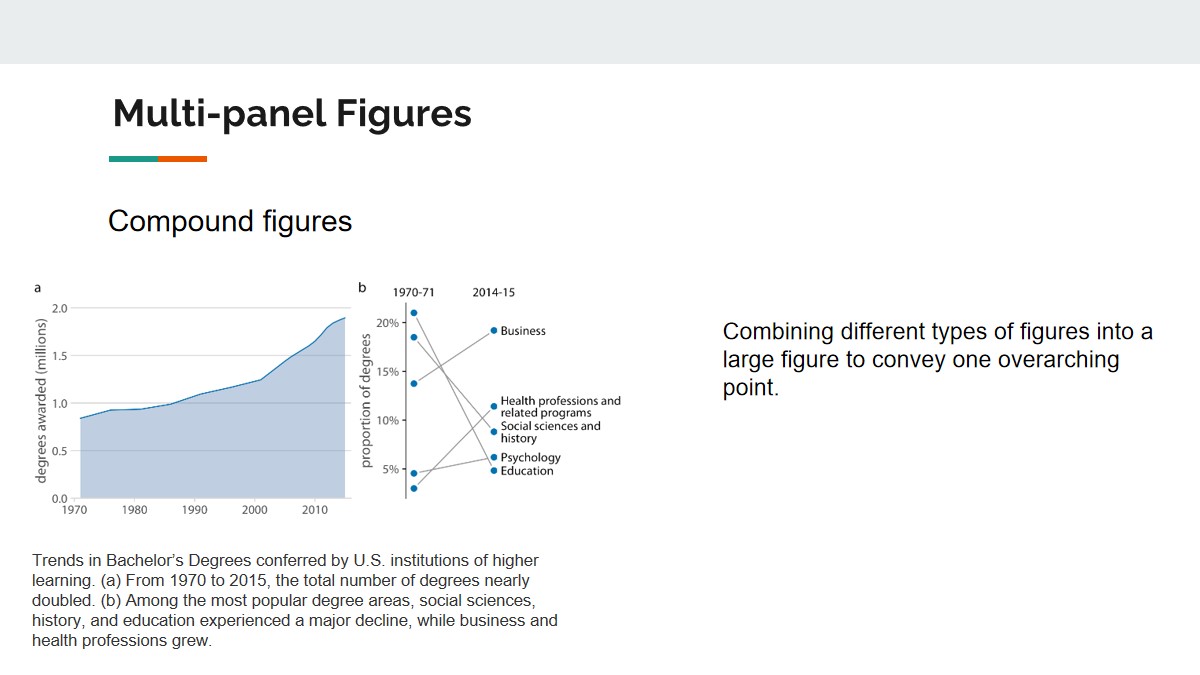 Multi-panel Figures
Compound figures
a
degrees awarded (millions)
2.0
1.5
1.0
0.5
0.0
1970 1980 1990 2000 2010
b
1970-71 2014-15
proportion of degrees
20%
15%
10%
5%
Business
Health professions and
related programs
Social sciences and
history
Psychology
Education
Combining different types of figures into a
large figure to convey one overarching
point.
Trends in Bachelor’s Degrees conferred by U.S. institutions of higher
learning. (a) From 1970 to 2015, the total number of degrees nearly
doubled. (b) Among the most popular degree areas, social sciences,
history, and education experienced a major decline, while business and
health professions grew.